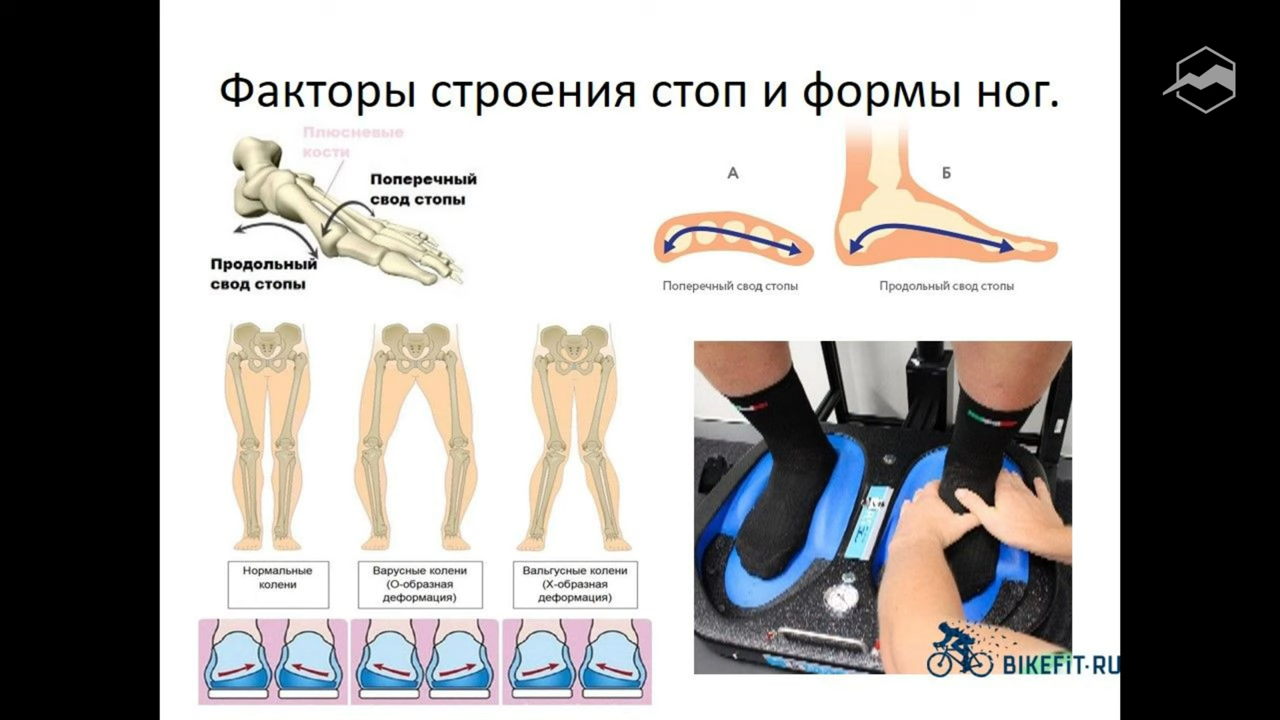 Факторы строения стоп и формы ног.
Плюсневые
кости
Поперечный
свод стопы
Продольный
свод стопы
А
Б
Поперечный свод стопы
Продольный свод стопы
Нормальные
колени
Варусные колени
(О-образная
деформация)
Вальгусные колени
(Х-образная
деформация)
BIKEFIT·RU